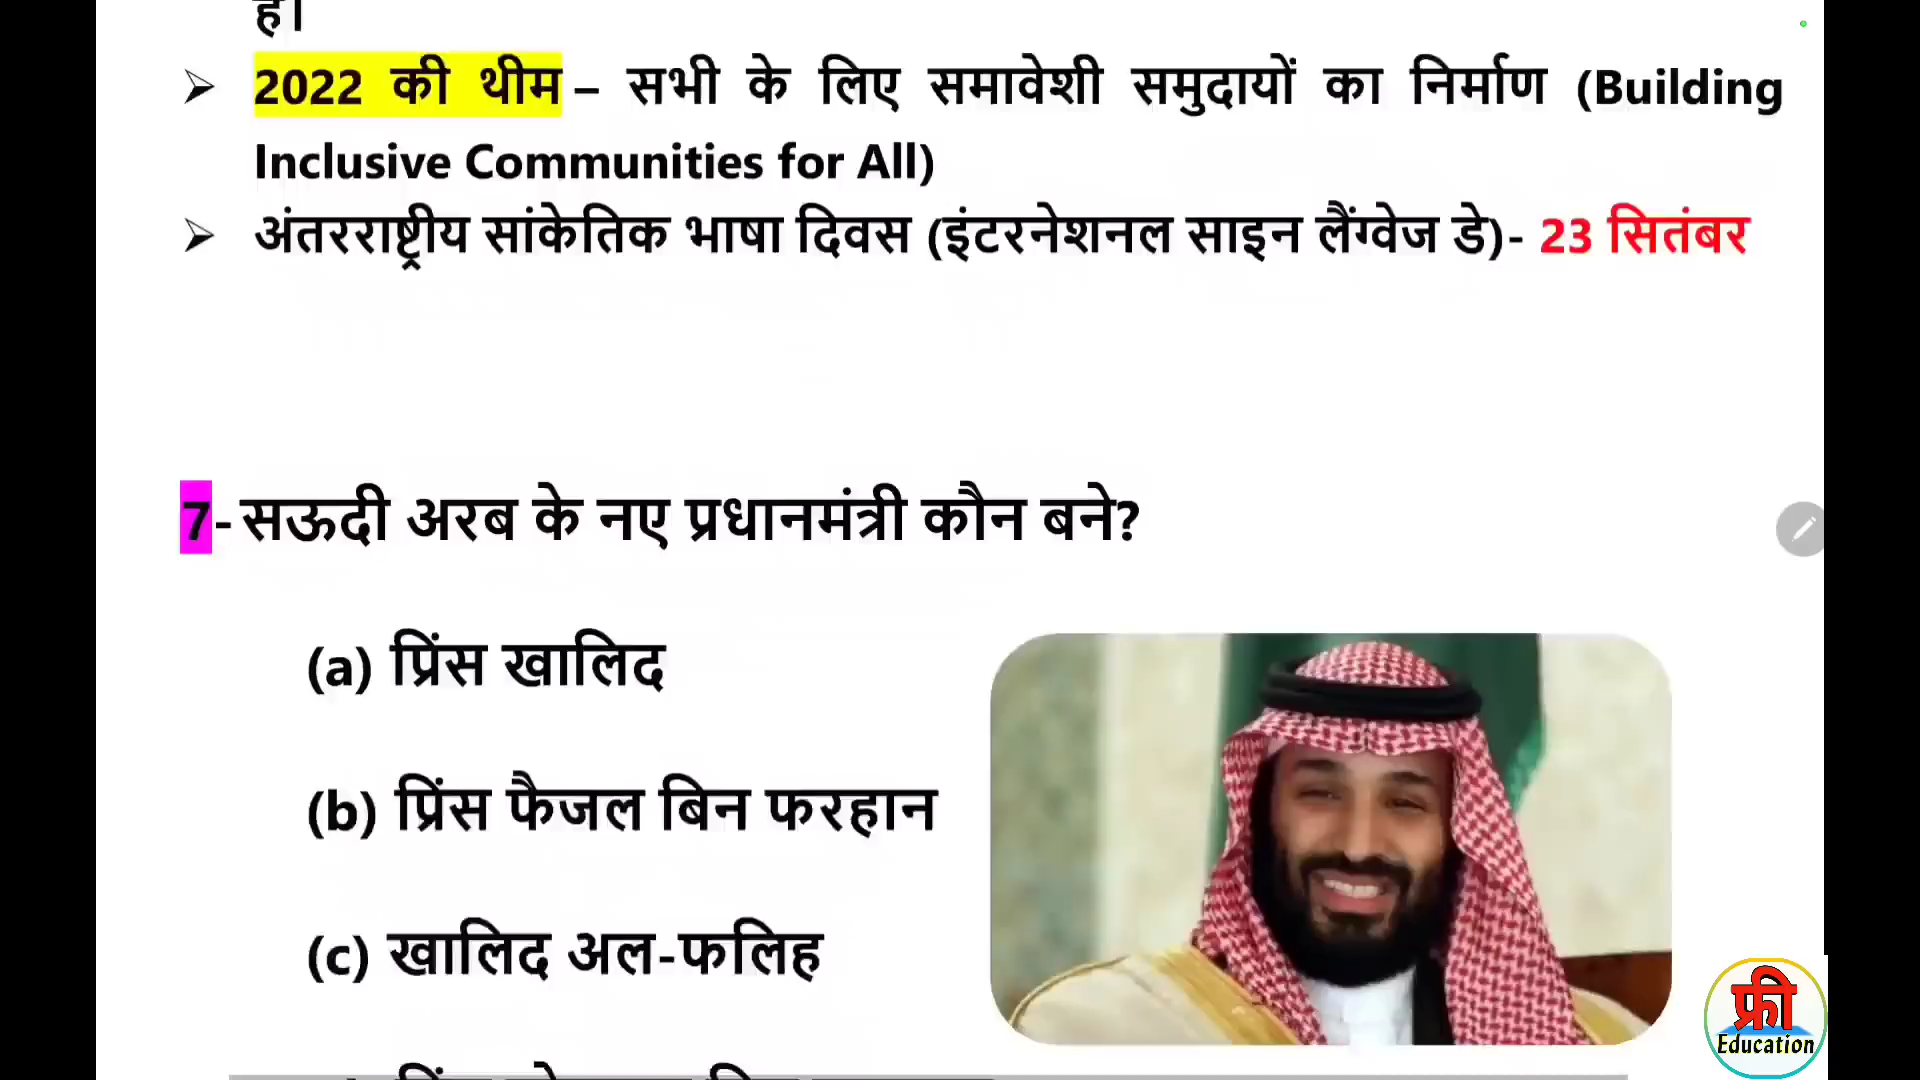 है।
➢ 2022 की थीम – सभी के लिए समावेशी समुदायों का निर्माण (Building
Inclusive Communities for All)
➢ अंतरराष्ट्रीय सांकेतिक भाषा दिवस (इंटरनेशनल साइन लैंग्वेज डे)- 23 सितंबर
7- सऊदी अरब के नए प्रधानमंत्री कौन बने?
(a) प्रिंस खालिद
(b) प्रिंस फैजल बिन फरहान
(c) खालिद अल-फलिह
फ्री
Education